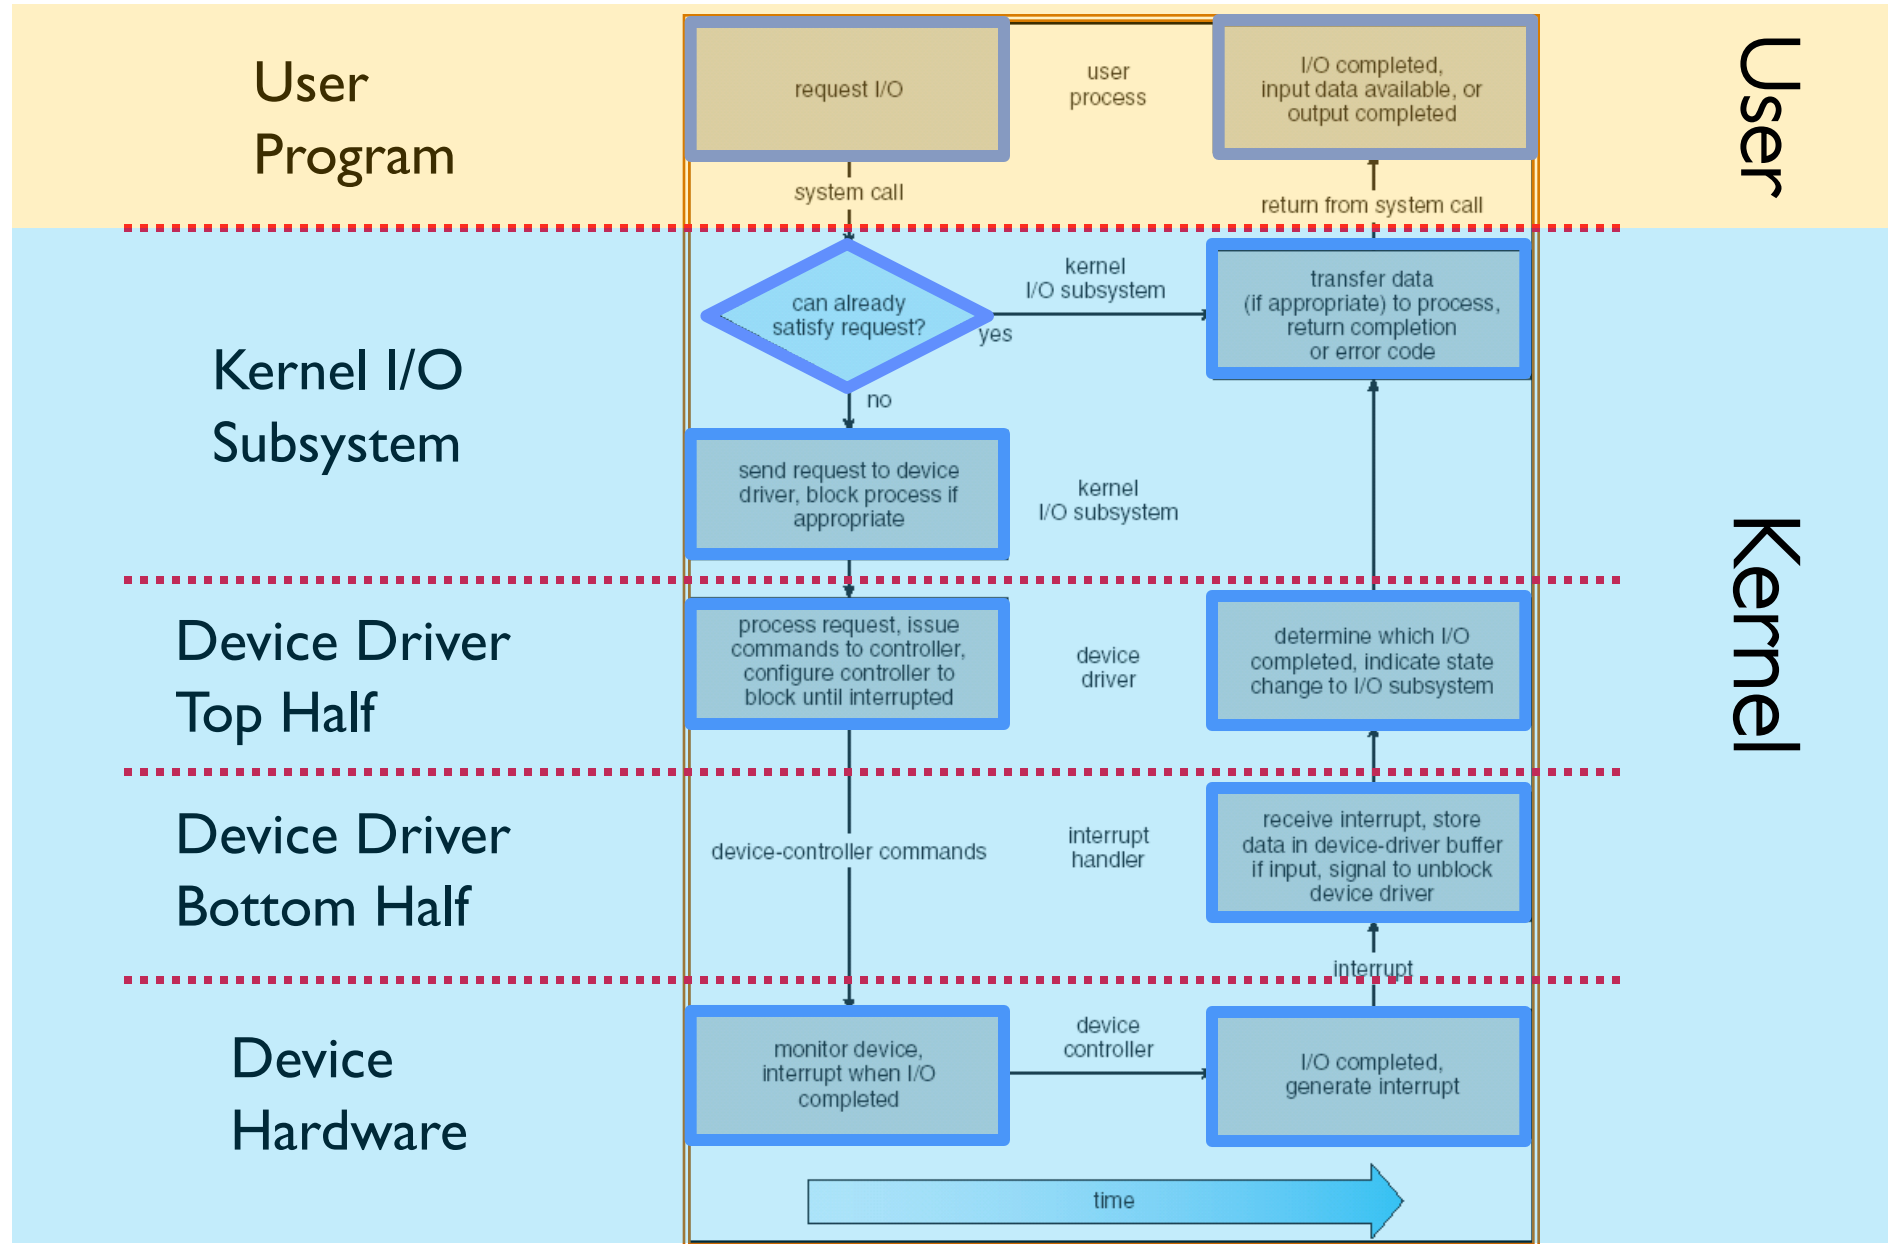 User
Program
request I/O
user
process
I/O completed,
input data available, or
output completed
User
system call
return from system call
can already
satisfy request?
kernel
I/O subsystem
yes
transfer data
(if appropriate) to process,
return completion
or error code
Kernel I/O
Subsystem
no
send request to device
driver, block process if
appropriate
kernel
I/O subsystem
Kernel
Device Driver
Top Half
process request, issue
commands to controller,
configure controller to
block until interrupted
device
driver
determine which I/O
completed, indicate state
change to I/O subsystem
Device Driver
Bottom Half
device-controller commands
interrupt
handler
receive interrupt, store
data in device-driver buffer
if input, signal to unblock
device driver
interrupt
Device
Hardware
monitor device,
interrupt when I/O
completed
device
controller
I/O completed,
generate interrupt
time